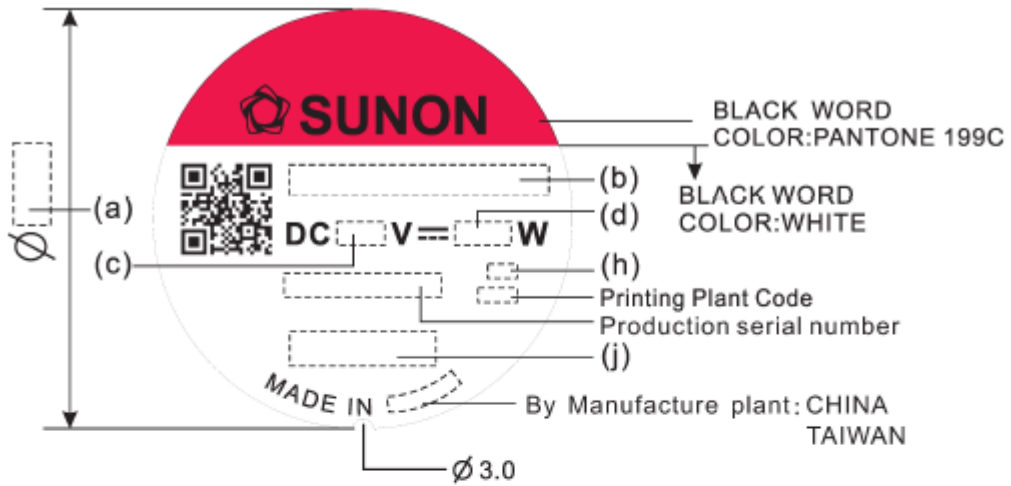 SUNON
BLACK WORD
COLOR:PANTONE 199C
(b)
BLACK WORD
COLOR:WHITE
(a)
(d)
DC V W
(c)
(h)
Printing Plant Code
Production serial number
(j)
MADE IN
By Manufacture plant: CHINA
TAIWAN
Ø
Ø3.0